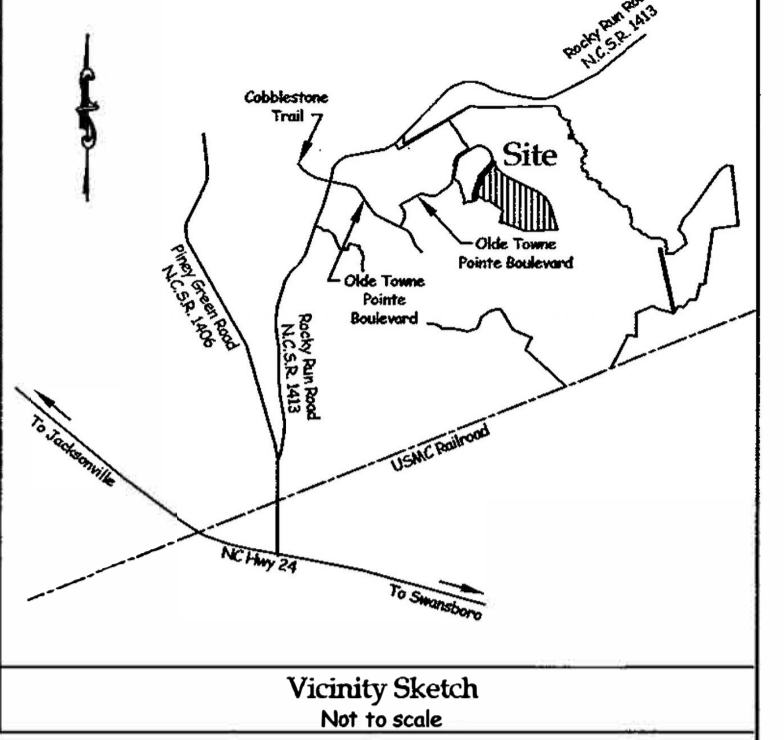 Rocky Run Ro
N.C.S.R. 1413
Cobblestone
Trail
Site
Olde Towne
Pointe Boulevard
Olde Towne
Pointe
Boulevard
Piney Green Road
N.C.S.R. 1406
Rocky Run Road
N.C.S.R. 1413
USMC Railroad
To Jacksonville
NC Hwy 24
To Swansboro
Vicinity Sketch
Not to scale